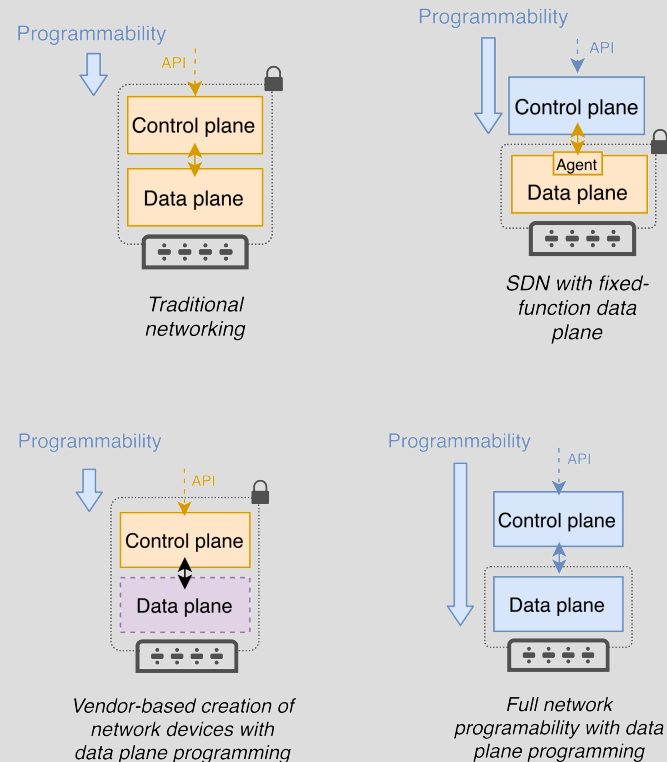 Programmability
API
Control plane
Data plane
Traditional
networking
Programmability
API
Control plane
Agent
Data plane
SDN with fixed-
function data
plane
Programmability
API
Control plane
Data plane
Vendor-based creation of
network devices with
data plane programming
Programmability
API
Control plane
Data plane
Full network
programability with data
plane programming